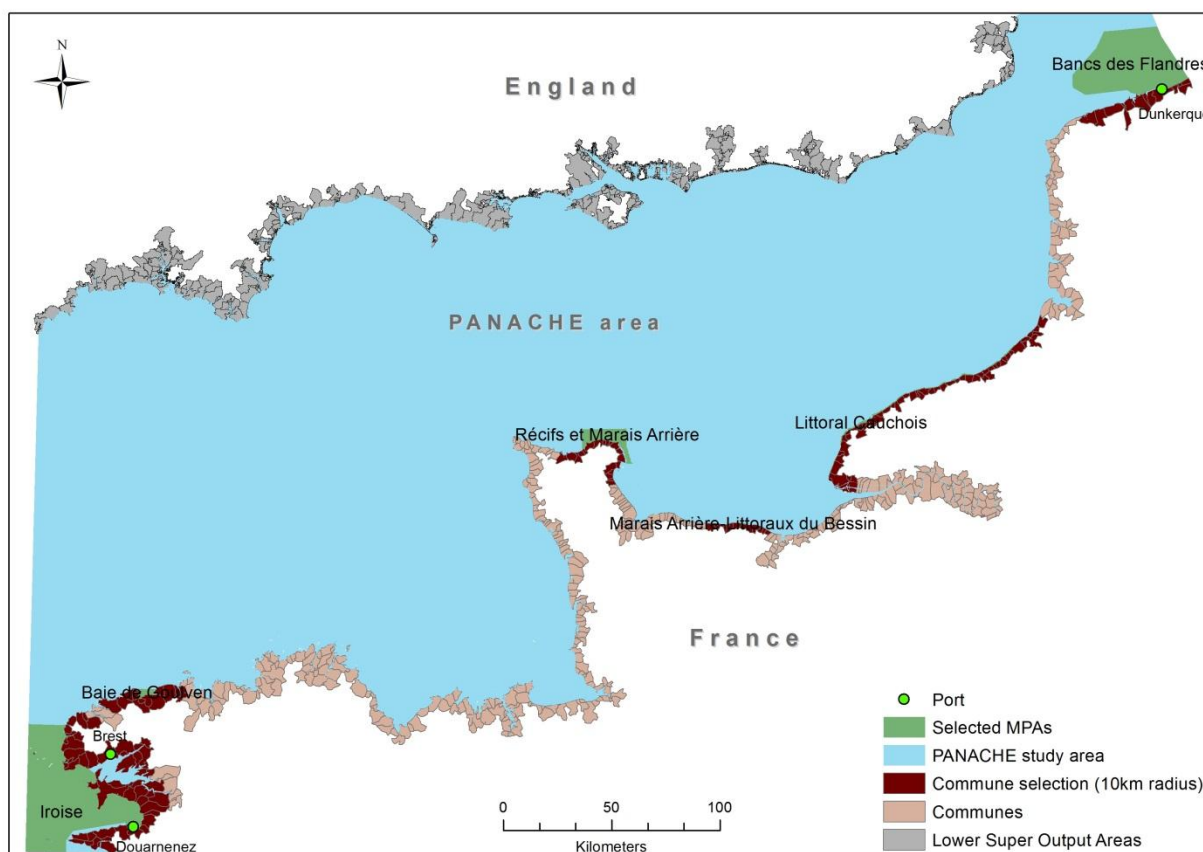 N
England
Bancs des Flandres
Dunkerque
PANACHE area
Récifs et Marais Arrière
Littoral Cauchois
Marais Arrière-Littoraux du Bessin
France
Baie de Goulven
Brest
Iroise
Douarnenez
0 50 100
Kilometers
Port
Selected MPAs
PANACHE study area
Commune selection (10km radius)
Communes
Lower Super Output Areas